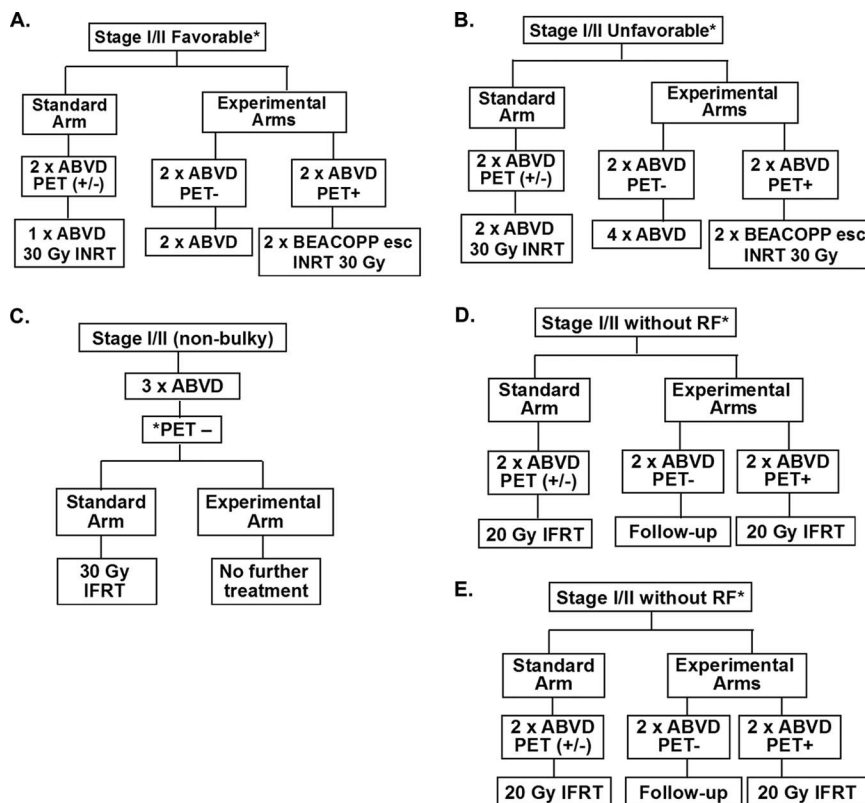 A.
Stage I/II Favorable*
Standard
Arm
Experimental
Arms
2 x ABVD
PET (+/-)
2 x ABVD
PET-
2 x ABVD
PET+
1 x ABVD
30 Gy INRT
2 x ABVD
2 x BEACOPP esc
INRT 30 Gy
B.
Stage I/II Unfavorable*
Standard
Arm
Experimental
Arms
2 x ABVD
PET (+/-)
2 x ABVD
PET-
2 x ABVD
PET+
2 x ABVD
30 Gy INRT
4 x ABVD
2 x BEACOPP esc
INRT 30 Gy
C.
Stage I/II (non-bulky)
3 x ABVD
*PET –
Standard
Arm
Experimental
Arm
30 Gy
IFRT
No further
treatment
D.
Stage I/II without RF*
Standard
Arm
Experimental
Arms
2 x ABVD
PET (+/-)
2 x ABVD
PET-
2 x ABVD
PET+
20 Gy IFRT
Follow-up
20 Gy IFRT
E.
Stage I/II without RF*
Standard
Arm
Experimental
Arms
2 x ABVD
PET (+/-)
2 x ABVD
PET-
2 x ABVD
PET+
20 Gy IFRT
Follow-up
20 Gy IFRT